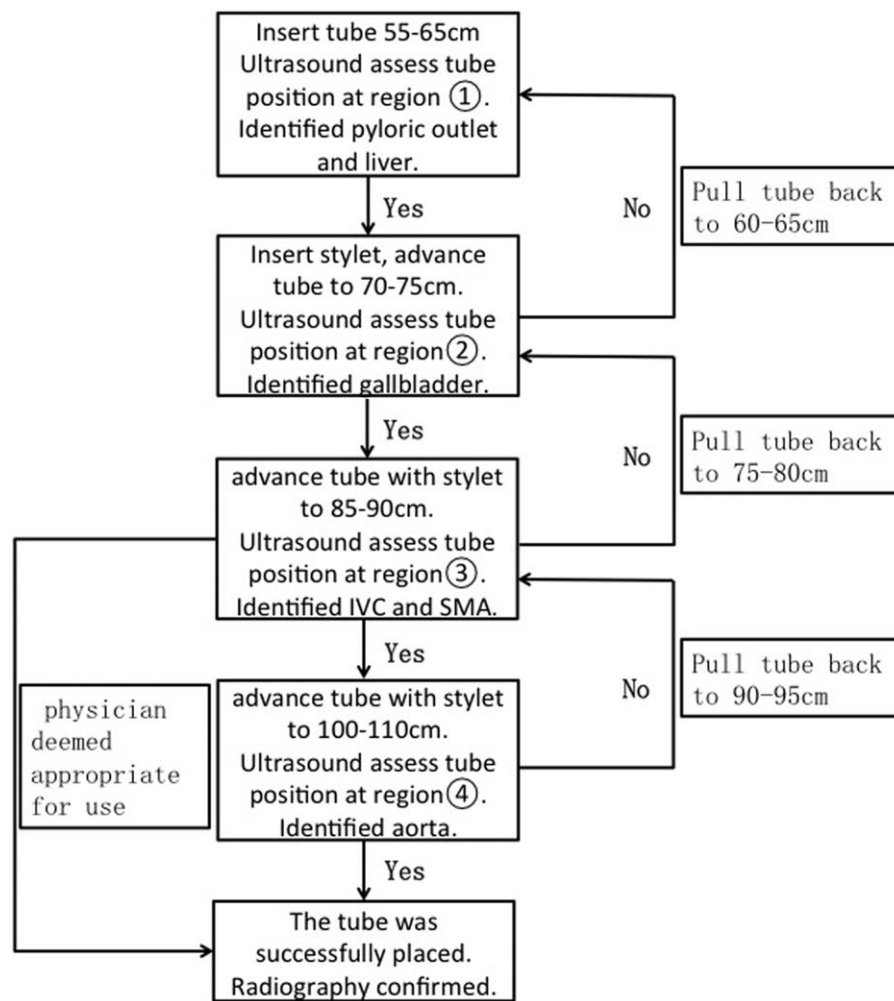 Insert tube 55-65cm
Ultrasound assess tube
position at region ①.
Identified pyloric outlet
and liver.
Yes
No
Pull tube back
to 60-65cm
Insert stylet, advance
tube to 70-75cm.
Ultrasound assess tube
position at region②.
Identified gallbladder.
Yes
No
Pull tube back
to 75-80cm
advance tube with stylet
to 85-90cm.
Ultrasound assess tube
position at region③.
Identified IVC and SMA.
Yes
No
Pull tube back
to 90-95cm
physician
deemed
appropriate
for use
advance tube with stylet
to 100-110cm.
Ultrasound assess tube
position at region④.
Identified aorta.
Yes
The tube was
successfully placed.
Radiography confirmed.